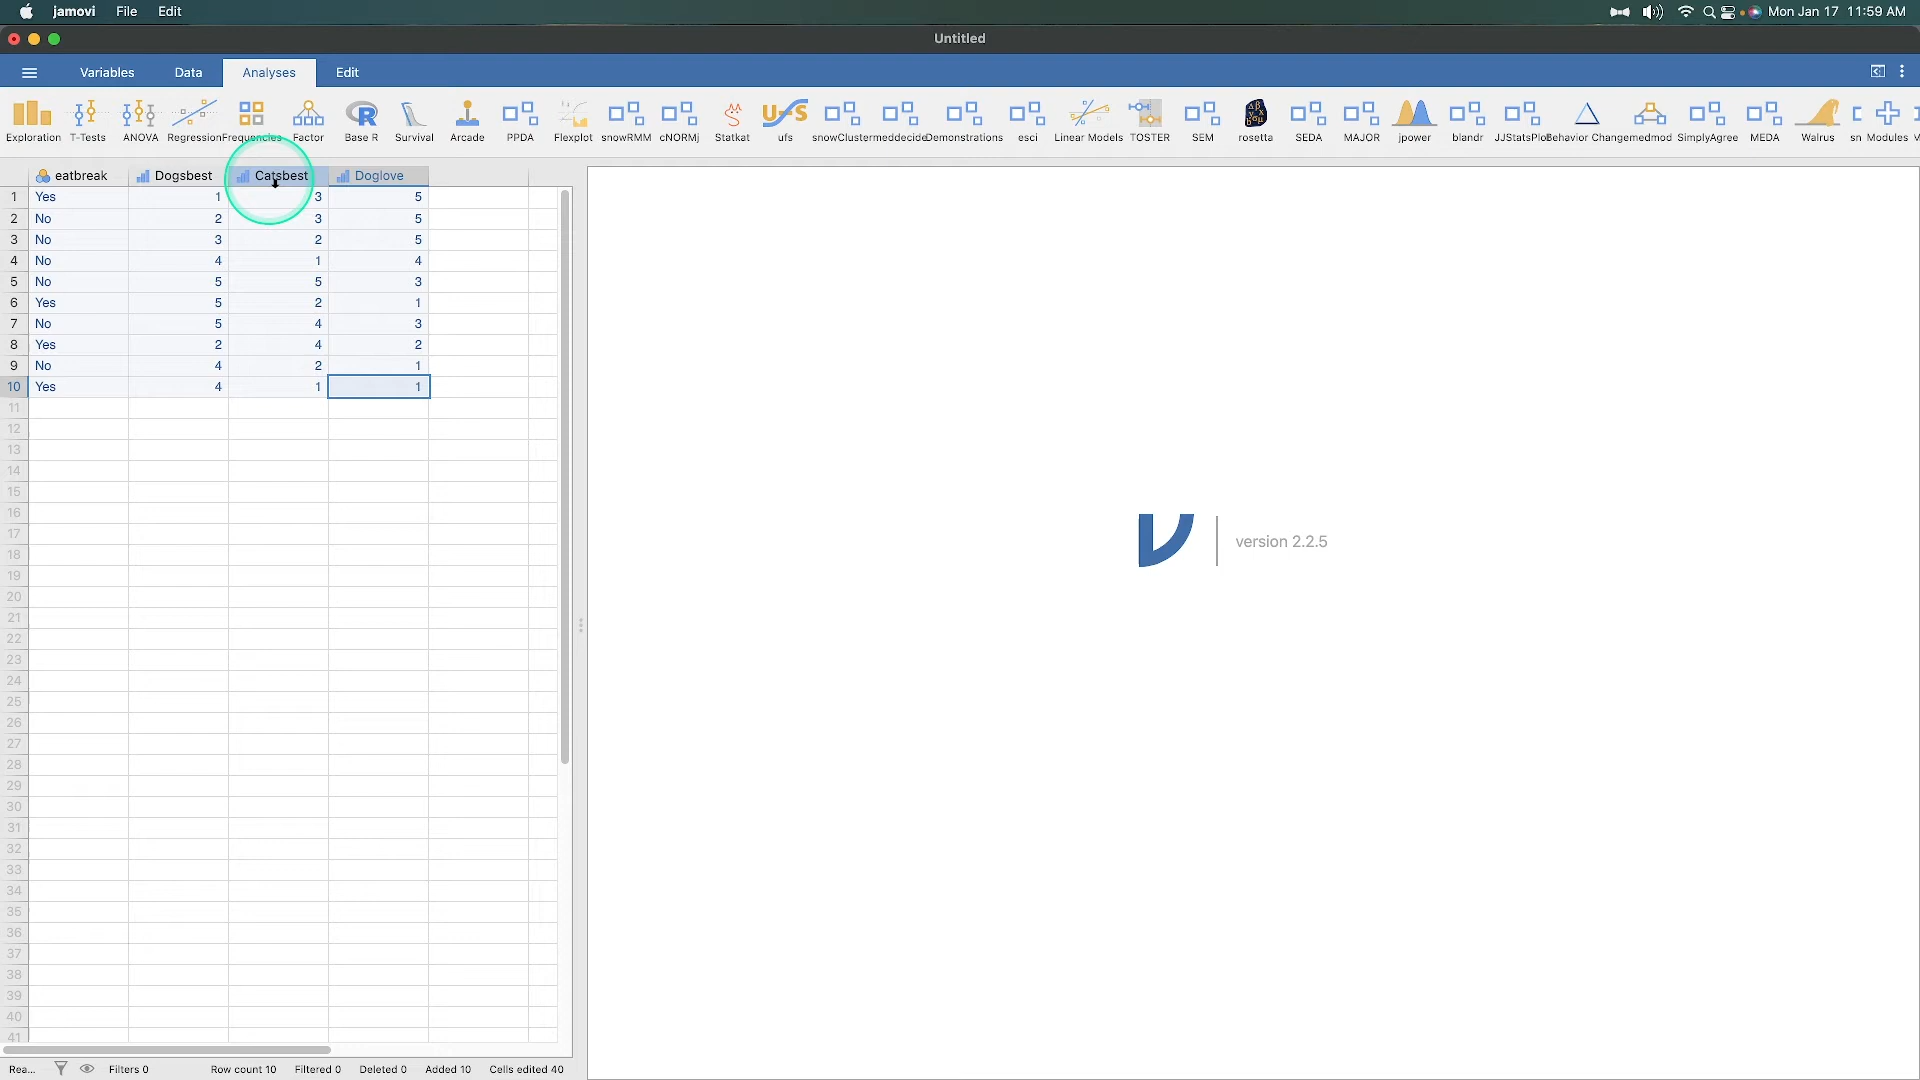 jamovi File Edit Mon Jan 17 11:59 AM
Untitled
Variables Data Analyses Edit
Exploration T-Tests ANOVA Regression Frequencies Factor Base R Survival Arcade PPDA Flexplot snowRMM cNORMj Statkat ufs snowCluster meddecide Demonstrations esci Linear Models TOSTER SEM rosetta SEDA MAJOR jpower blandr JJStatsPlot Behavior Change medmod SimplyAgree MEDA Walrus sn Modules
eatbreak Dogsbest Catsbest Doglove
1 Yes 1 3 5
2 No 2 3 5
3 No 3 2 5
4 No 4 1 4
5 No 5 5 3
6 Yes 5 2 1
7 No 5 4 3
8 Yes 2 4 2
9 No 4 2 1
10 Yes 4 1 1
11
12
13
14
15
16
17
18
19
20
21
22
23
24
25
26
27
28
29
30
31
32
33
34
35
36
37
38
39
40
41
version 2.2.5
Rea... Filters 0 Row count 10 Filtered 0 Deleted 0 Added 10 Cells edited 40